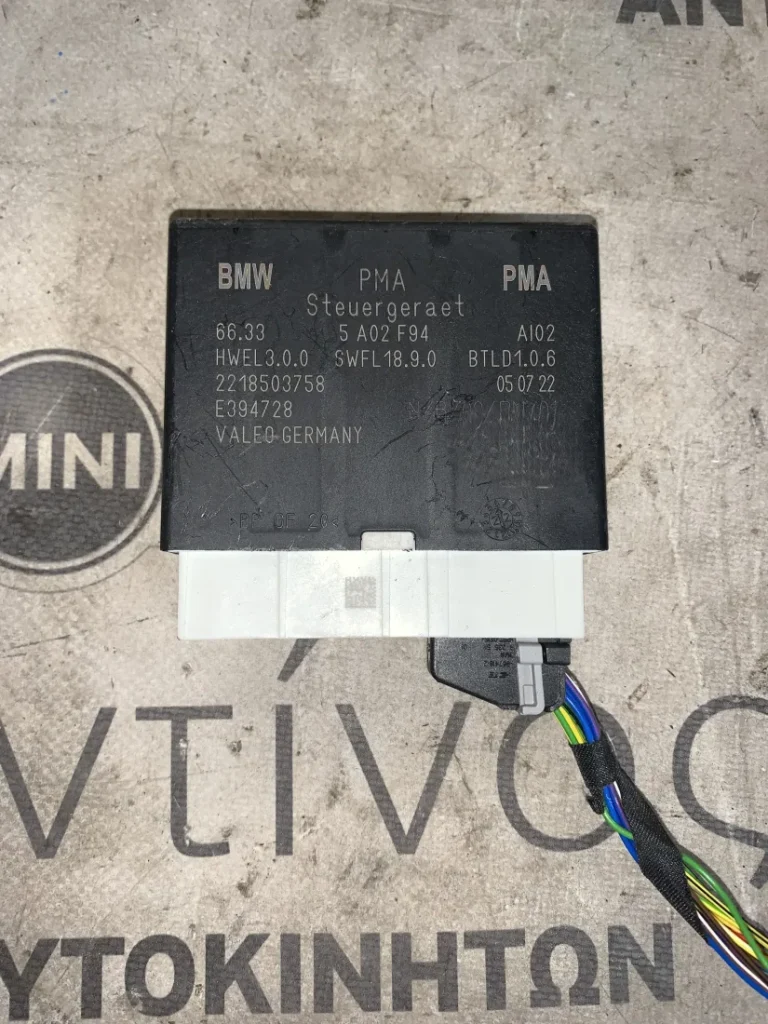 ΑΝΤ
BMW PMA PMA
Steuergeraet
66.33 5 A02 F94 AI02
HWEL3.0.0 SWFL18.9.0 BTLD1.0.6
2218503758 05 07 22
E394728
VALEO GERMANY
MINI
ντίνος
ΥΤΟΚΙΝΗΤΩΝ